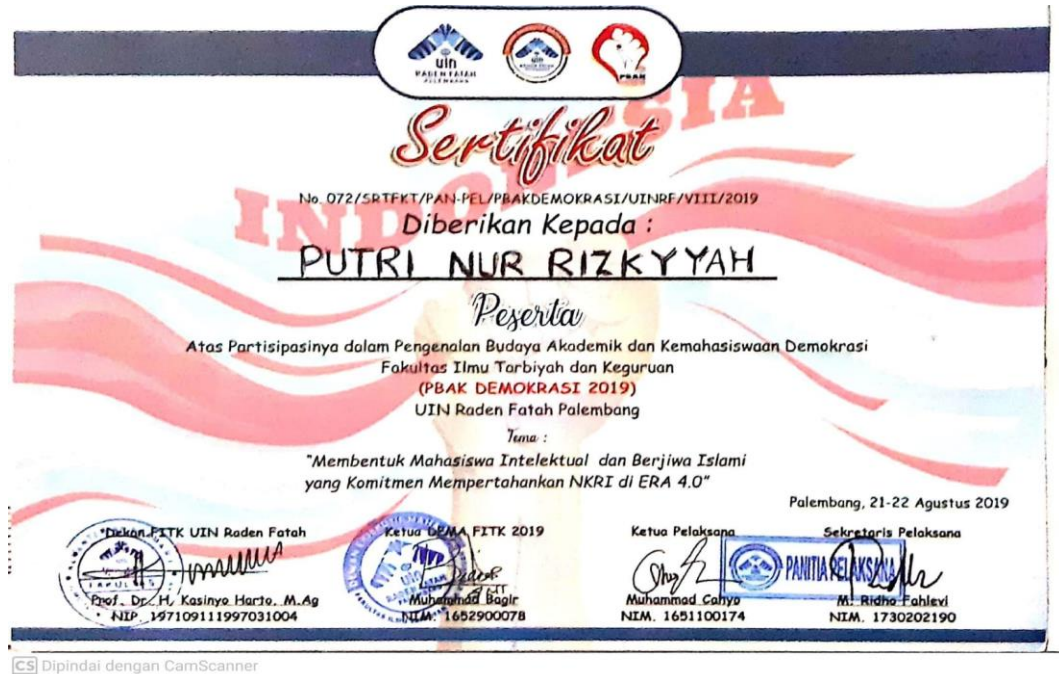 uin
RADEN FATAH
PALEMBANG
uin
PBAK
INDONESIA
Sertifikat
No. 072/SRTFKT/PAN-PEL/PBAKDEMOKRASI/UINRF/VIII/2019
Diberikan Kepada :
PUTRI NUR RIZKYYAH
Peserta
Atas Partisipasinya dalam Pengenalan Budaya Akademik dan Kemahasiswaan Demokrasi
Fakultas Ilmu Tarbiyah dan Keguruan
(PBAK DEMOKRASI 2019)
UIN Raden Fatah Palembang
Tema :
"Membentuk Mahasiswa Intelektual dan Berjiwa Islami
yang Komitmen Mempertahankan NKRI di ERA 4.0"
Palembang, 21-22 Agustus 2019
Dekan FITK UIN Raden Fatah
Ketua DEMA FITK 2019
Ketua Pelaksana
Sekretaris Pelaksana
PANITIA PELAKSANA
Prof. Dr. H, Kasinyo Harto, M.Ag
NIP. 197109111997031004
Muhammad Bagir
NIM. 1652900078
Muhammad Cahyo
NIM. 1651100174
M. Ridho Fahlevi
NIM. 1730202190
CS Dipindai dengan CamScanner